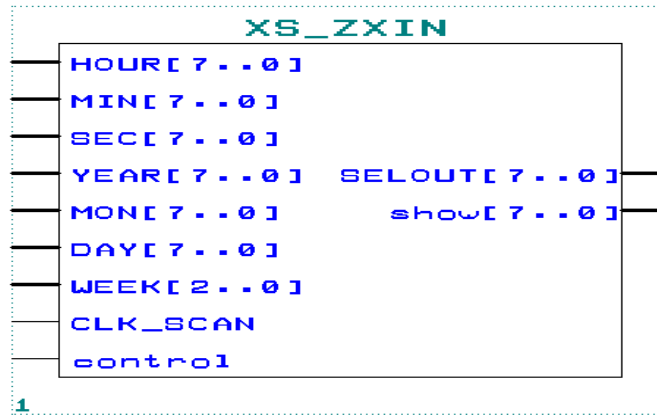 XS_ZXIN
HOUR[7..0]
MIN[7..0]
SEC[7..0]
YEAR[7..0] SELOUT[7..0]
MON[7..0] show[7..0]
DAY[7..0]
WEEK[2..0]
CLK_SCAN
control
1